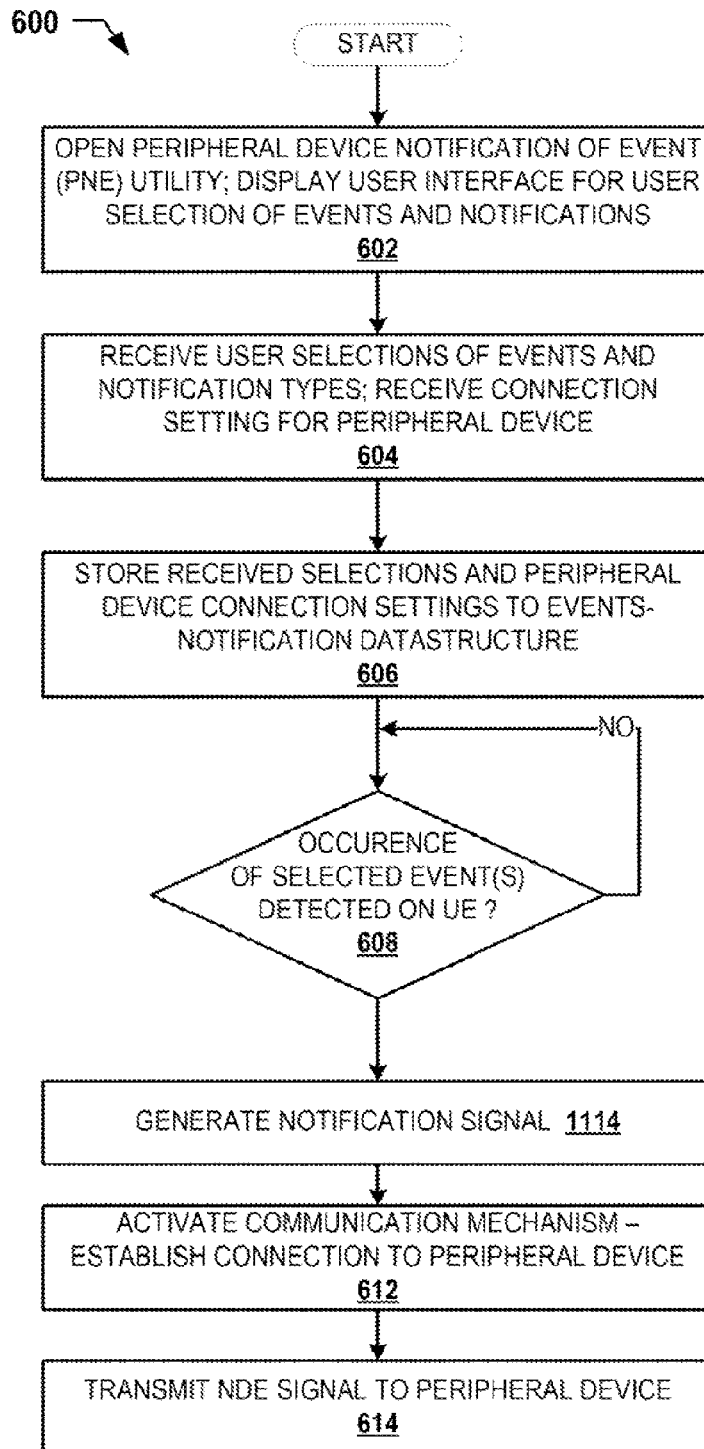 600
START
OPEN PERIPHERAL DEVICE NOTIFICATION OF EVENT
(PNE) UTILITY; DISPLAY USER INTERFACE FOR USER
SELECTION OF EVENTS AND NOTIFICATIONS
602
RECEIVE USER SELECTIONS OF EVENTS AND
NOTIFICATION TYPES; RECEIVE CONNECTION
SETTING FOR PERIPHERAL DEVICE
604
STORE RECEIVED SELECTIONS AND PERIPHERAL
DEVICE CONNECTION SETTINGS TO EVENTS-
NOTIFICATION DATASTRUCTURE
606
NO
OCCURENCE
OF SELECTED EVENT(S)
DETECTED ON UE ?
608
GENERATE NOTIFICATION SIGNAL 1114
ACTIVATE COMMUNICATION MECHANISM –
ESTABLISH CONNECTION TO PERIPHERAL DEVICE
612
TRANSMIT NDE SIGNAL TO PERIPHERAL DEVICE
614